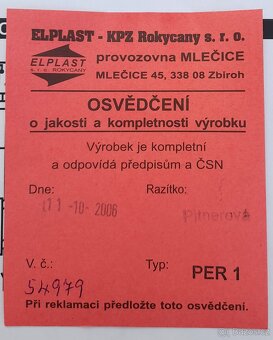 ELPLAST - KPZ Rokycany s. r. o.
ELPLAST
s. r. o. ROKYCANY
provozovna MLEČICE
MLEČICE 45, 338 08 Zbiroh
OSVĚDČENÍ
o jakosti a kompletnosti výrobku
Výrobek je kompletní
a odpovídá předpisům a ČSN
Dne:
Razítko:
11 -10- 2006
Pitnerová
V. č.:
Typ:
PER 1
54979
Při reklamaci předložte toto osvědčení.